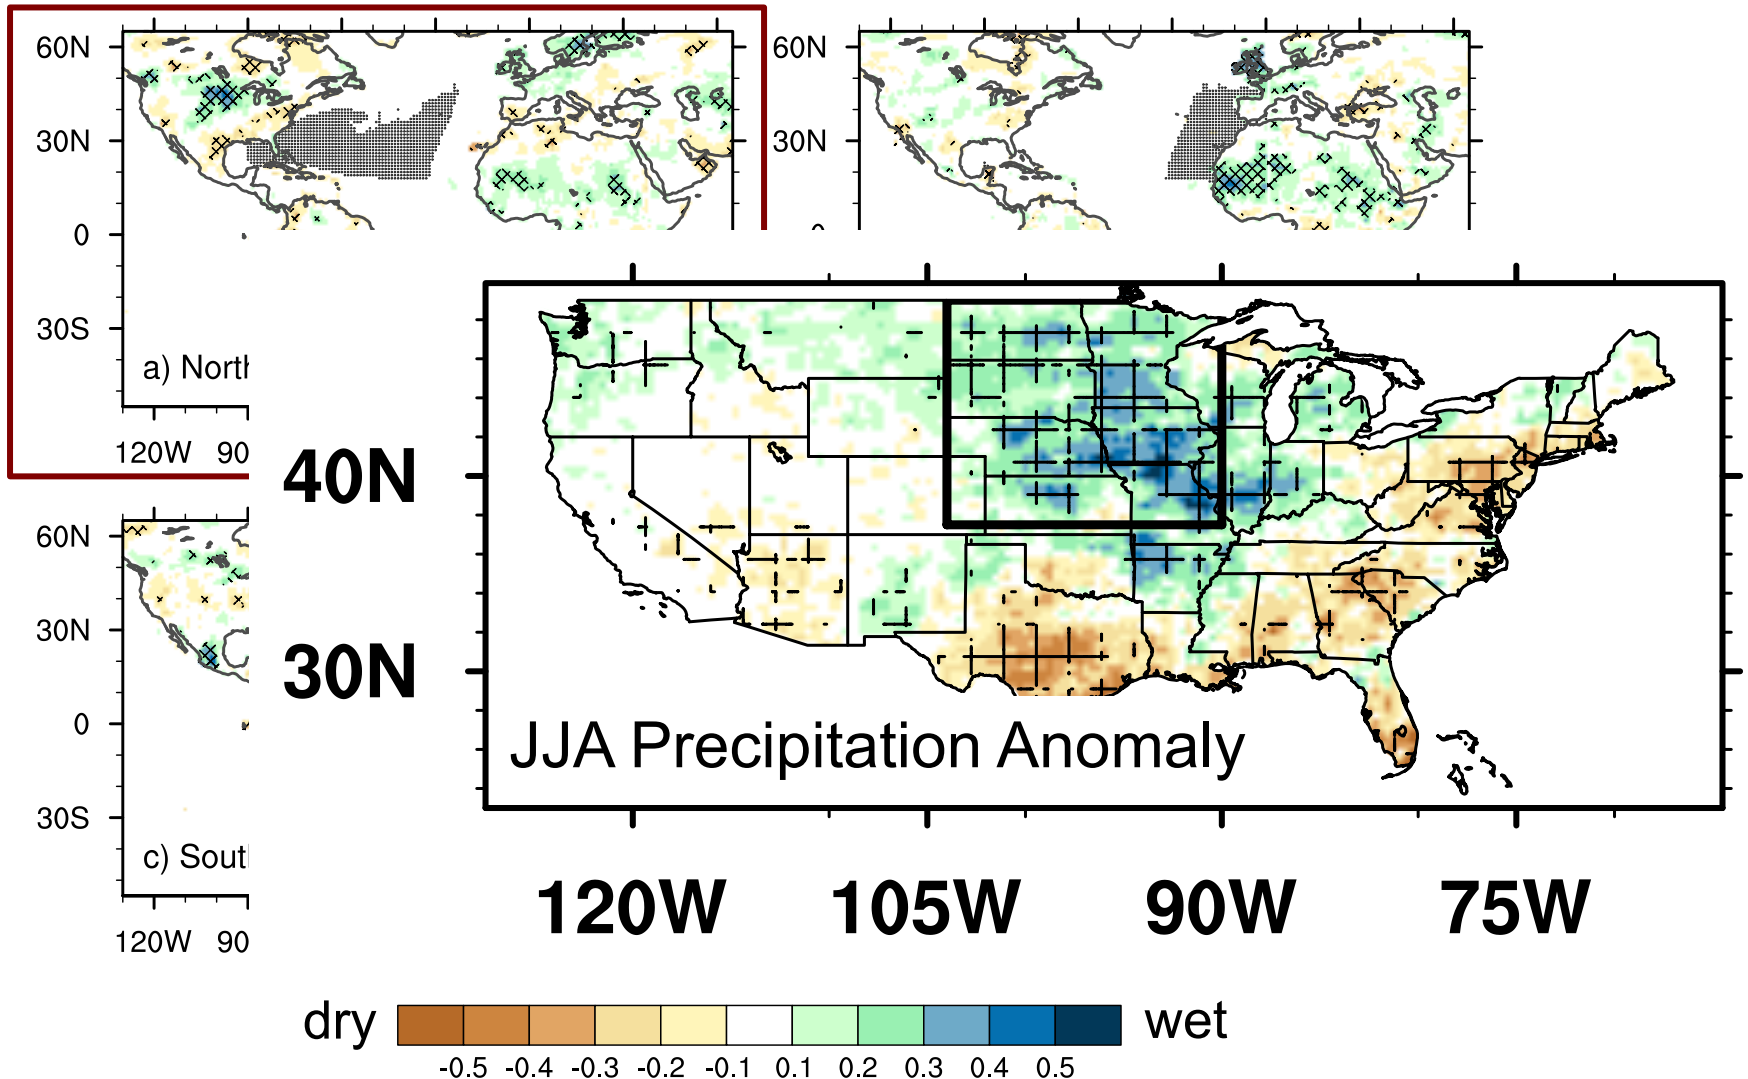 60N
30N
0
30S
a) North
120W 90
60N
30N
40N
30N
JJA Precipitation Anomaly
120W 105W 90W 75W
60N
30N
0
30S
c) Sout
120W 90
dry wet
-0.5 -0.4 -0.3 -0.2 -0.1 0.1 0.2 0.3 0.4 0.5